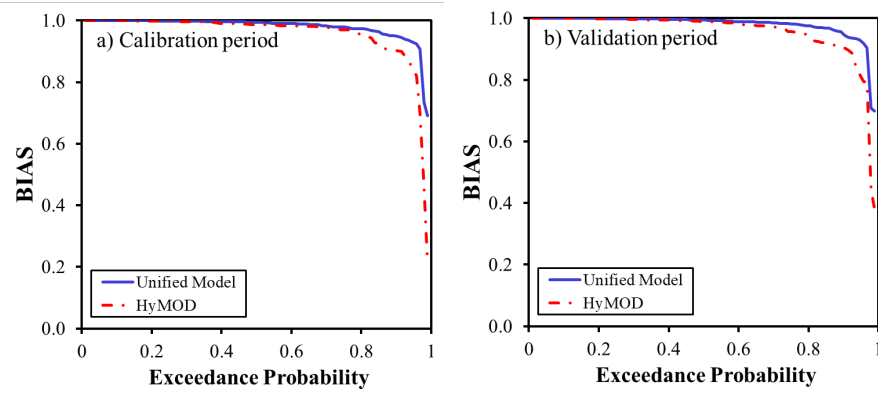 a) Calibration period
BIAS
1.0
0.8
0.6
0.4
0.2
0.0
Unified Model
HyMOD
0 0.2 0.4 0.6 0.8 1
Exceedance Probability
b) Validation period
BIAS
1.0
0.8
0.6
0.4
0.2
0.0
Unified Model
HyMOD
0 0.2 0.4 0.6 0.8 1
Exceedance Probability